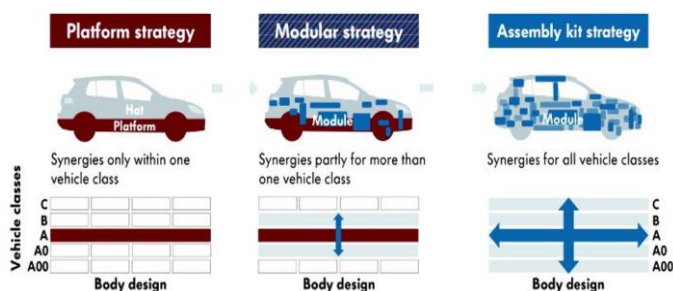 Platform strategy
Modular strategy
Assembly kit strategy
Hat
Platform
Module
Module
Synergies only within one
vehicle class
Synergies partly for more than
one vehicle class
Synergies for all vehicle classes
Vehicle classes
C
B
A
A0
A00
C
B
A
A0
A00
Body design
Body design
Body design